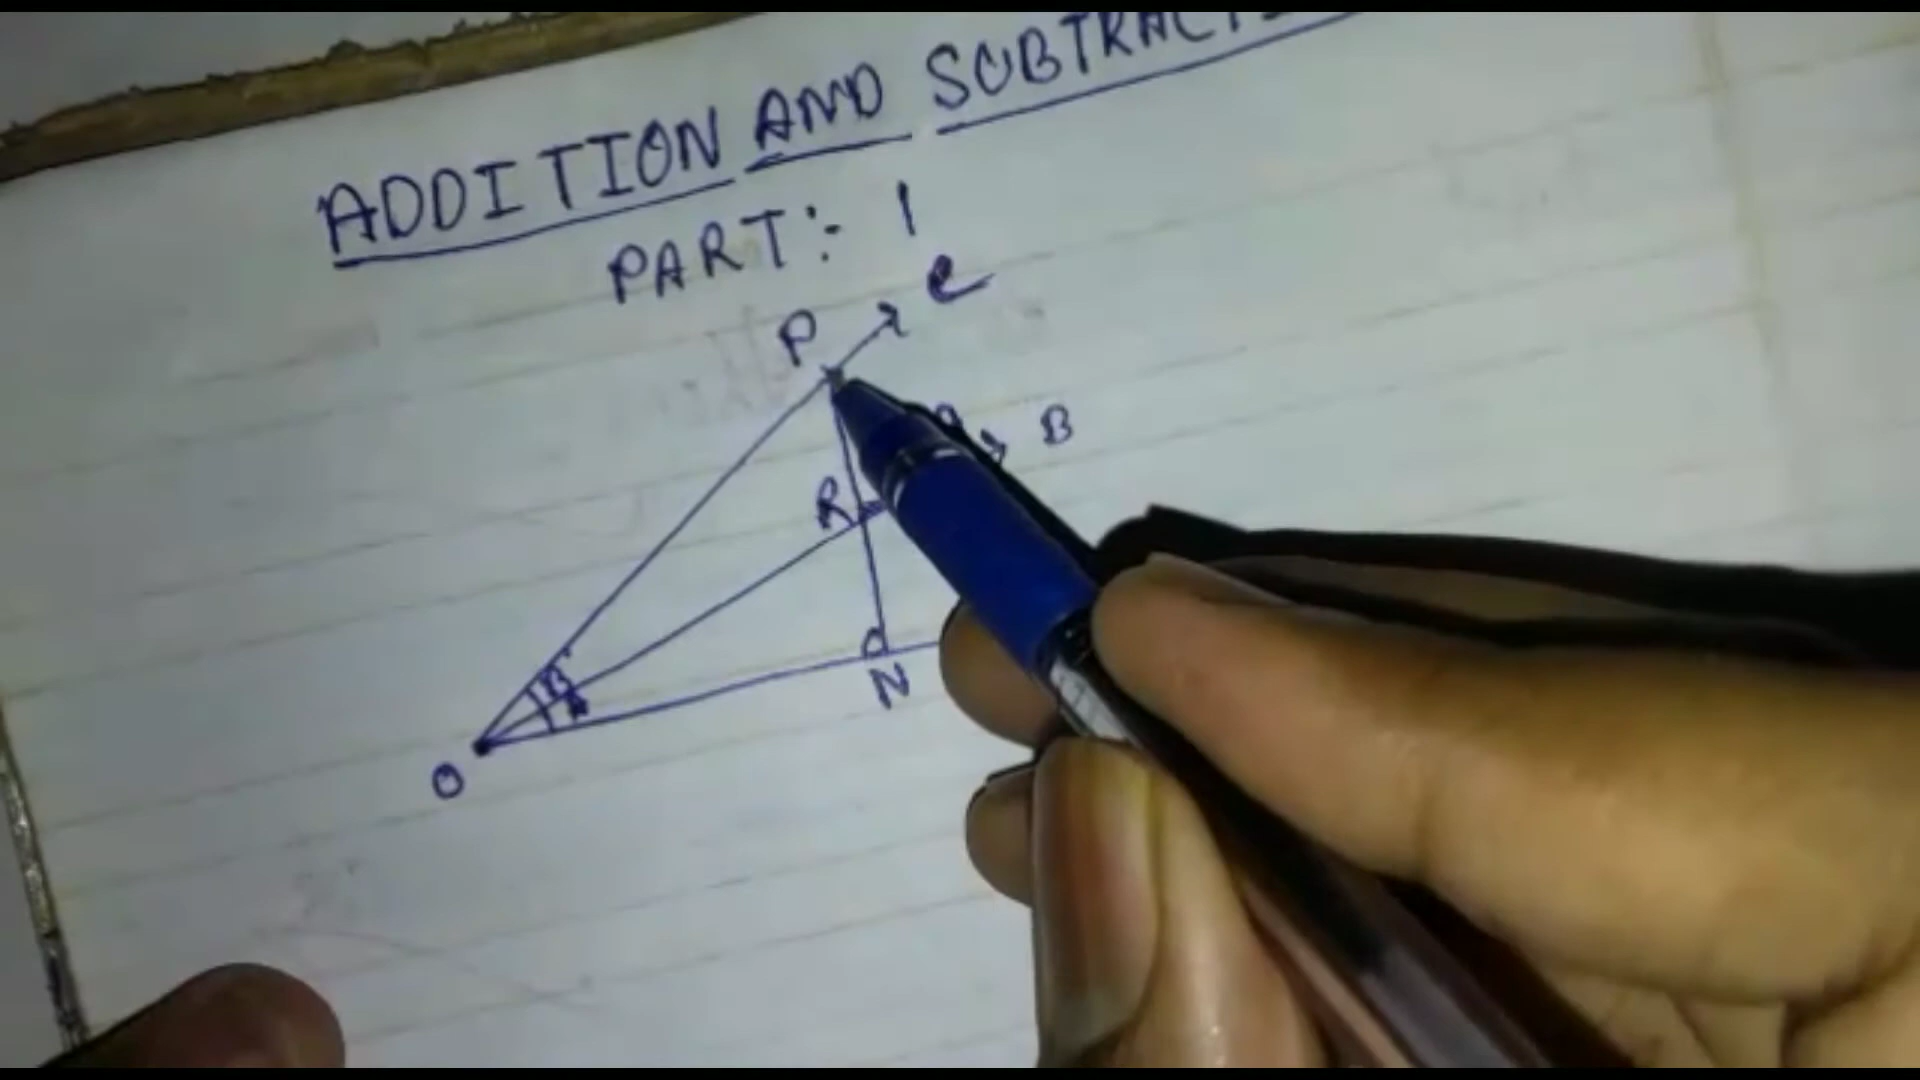 ADDITION AND SUBTRACT
PART:- 1
P
C
B
R
N
O